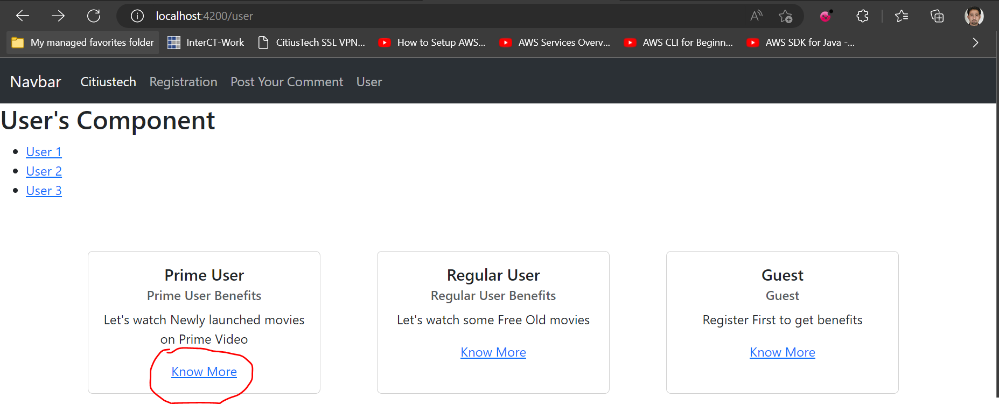 localhost:4200/user
My managed favorites folder InterCT-Work CitiusTech SSL VPN... How to Setup AWS... AWS Services Overv... AWS CLI for Beginn... AWS SDK for Java -...
Navbar Citiustech Registration Post Your Comment User
User's Component
User 1
User 2
User 3
Prime User
Prime User Benefits
Let's watch Newly launched movies
on Prime Video
Know More
Regular User
Regular User Benefits
Let's watch some Free Old movies
Know More
Guest
Guest
Register First to get benefits
Know More